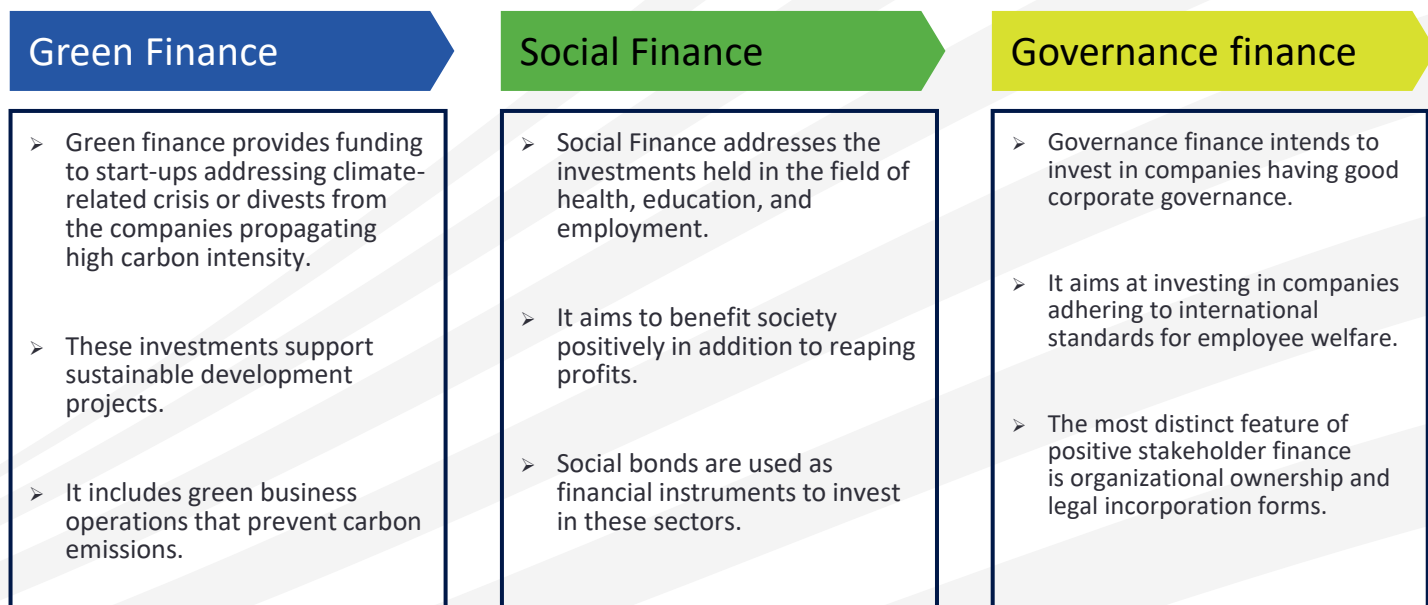 Green Finance
➢ Green finance provides funding
to start-ups addressing climate-
related crisis or divests from
the companies propagating
high carbon intensity.
➢ These investments support
sustainable development
projects.
➢ It includes green business
operations that prevent carbon
emissions.
Social Finance
➢ Social Finance addresses the
investments held in the field of
health, education, and
employment.
➢ It aims to benefit society
positively in addition to reaping
profits.
➢ Social bonds are used as
financial instruments to invest
in these sectors.
Governance finance
➢ Governance finance intends to
invest in companies having good
corporate governance.
➢ It aims at investing in companies
adhering to international
standards for employee welfare.
➢ The most distinct feature of
positive stakeholder finance
is organizational ownership and
legal incorporation forms.